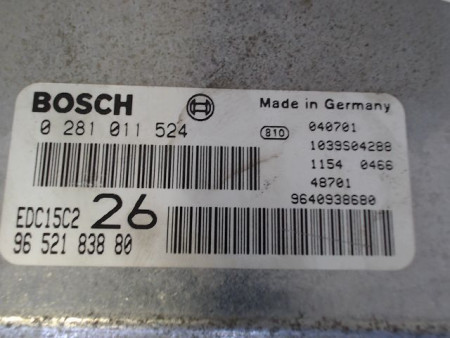 BOSCH
Made in Germany
0 281 011 524
810
040701
1039S04288
1154 0466
48701
9640938680
EDC15C2
26
96 521 838 80